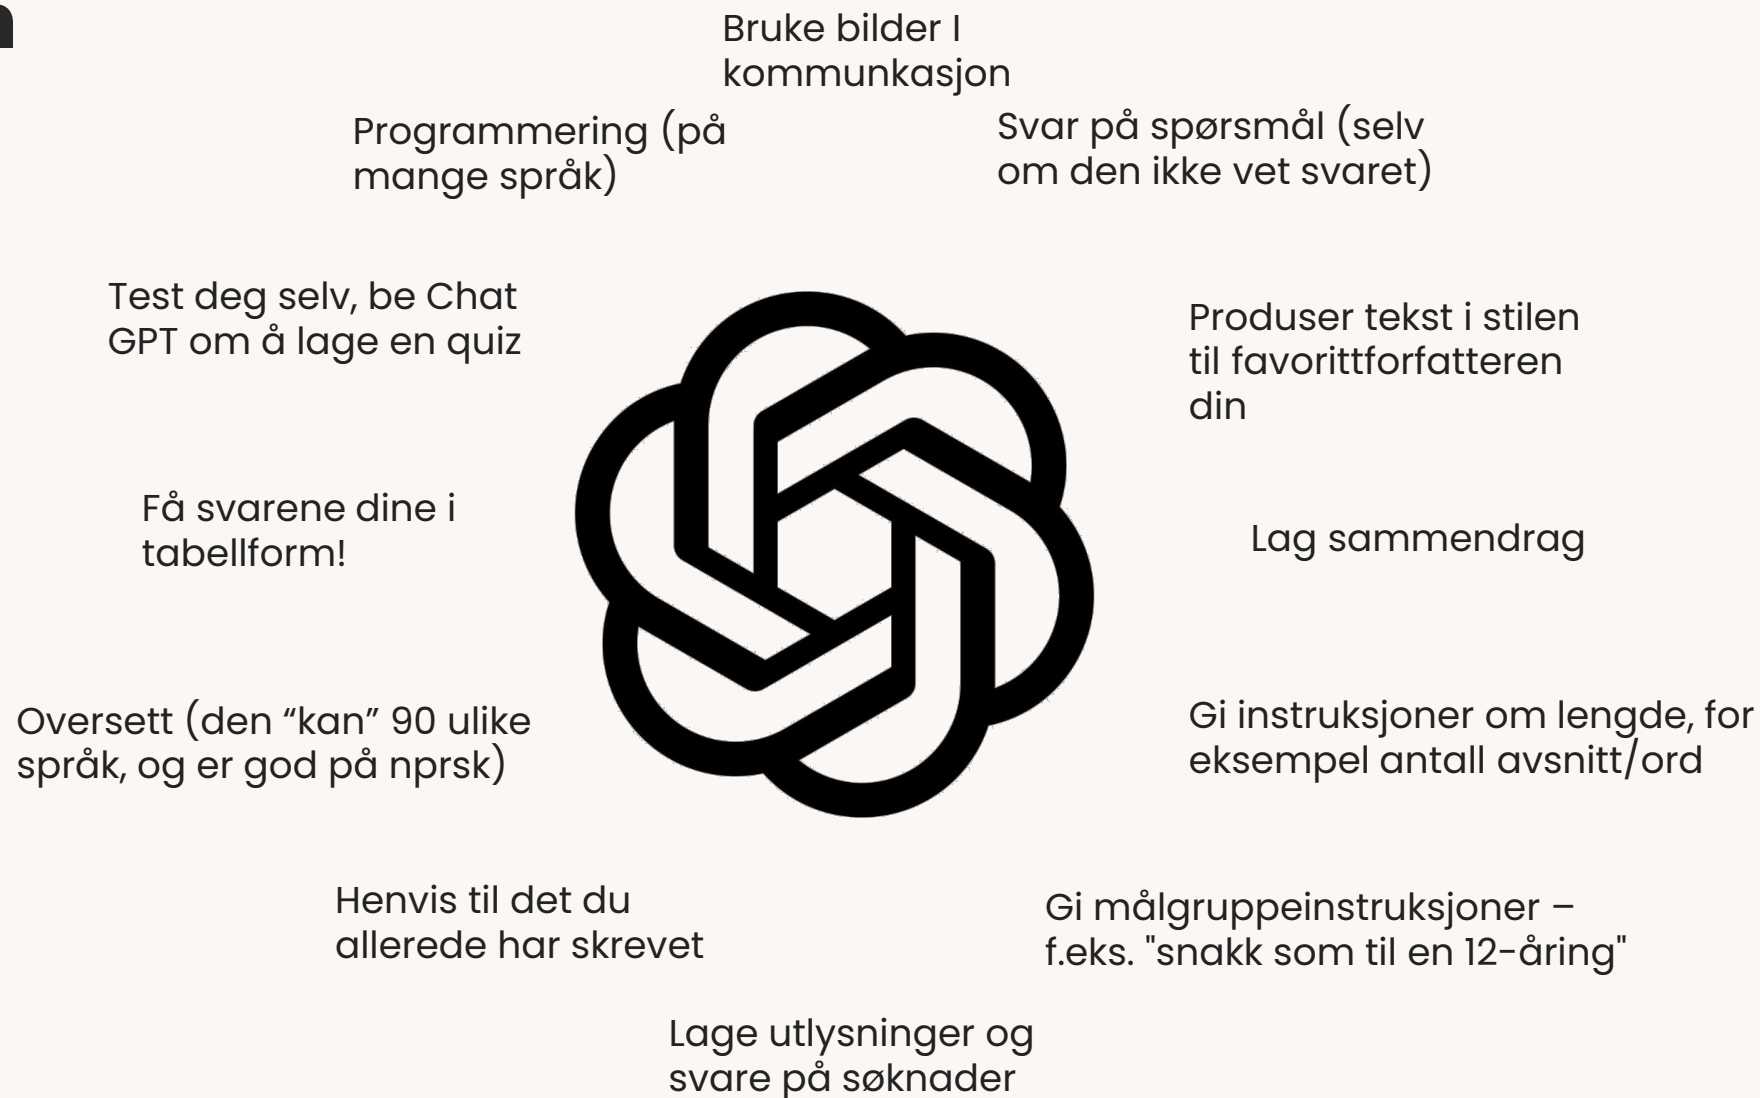 Bruke bilder I
kommunkasjon
Programmering (på
mange språk)
Svar på spørsmål (selv
om den ikke vet svaret)
Test deg selv, be Chat
GPT om å lage en quiz
Produser tekst i stilen
til favorittforfatteren
din
Få svarene dine i
tabellform!
Lag sammendrag
Oversett (den “kan” 90 ulike
språk, og er god på nprsk)
Gi instruksjoner om lengde, for
eksempel antall avsnitt/ord
Henvis til det du
allerede har skrevet
Gi målgruppeinstruksjoner –
f.eks. "snakk som til en 12-åring"
Lage utlysninger og
svare på søknader